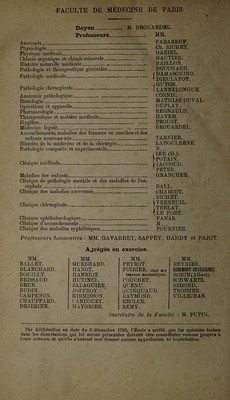 FACULTÉ DE MÉDECINE DE PARIS
Doyen M. BROCARDEL.
Professeurs MM.
Anatomie FARABEUF.
Physiologie CH. RICHET.
Physique médicale GARIEL.
Chimie organique et chimie minérale GAUTIER.
Histoire naturelle médicale BAILLON.
Pathologie et thérapeutique générales BOUCHARD.
Pathologie médicale DAMASCHINO.
DIEULAFOY.
Pathologie chirurgicale GUYON
LANNELONGUE.
Anatomie pathologique CORNIL.
Histologie MATHIAS DUVAL.
Opérations et appareils DUPLAY.
Pharmacologie REGNAULD.
Thérapeutique et matière médicale HAYEM.
Hygiène PROUST
Médecine légale BROUARDEL.
Accouchements, maladies des femmes en couches et des
enfants nouveau-nés TARNIER.
Histoire de la médecine et de la chirurgie LABOULBÈNE.
Pathologie comparée et expérimentale N.
Clinique médicale SÉE (G.).
POTAIN.
JACCOUD.
PETER.
Maladies des enfants GRANCHER.
Clinique de pathologie mentale et des maladies de l'en-
céphale BALL.
Clinique des maladies nerveuses CHARCOT.
Clinique chirurgicale RICHET.
VERNEUIL.
TRÉLAT.
LE FORT.
Clinique ophthalmologique PANAS.
Clinique d'accouchements N.
Clinique des maladies syphilitiques FOURNIER.
Professeurs honoraires : MM. GAVARRET, SAPPEY, HARDY et PAJOT.
Agrégés en exercice.
MM. MM. MM. MM.
BALLET. GUEBHARD. PEYROT. REYNIER.
BLANCHARD. HANOT. POIRIER,
BOUILLY. HANRIOT. ROBIN (Albert).
BRISSAUD. HUTINEL. POUCHET.
BRUN. JALAGUIER. QUENU. SEGOND.
BUDIN. JOFFROY. QUINQUAUD. TROISIER.
CAMPENON. KIRMISSON. RAYMOND. VILLEJEAN.
CHAUFFARD. LANDOUZY. RECLUS.
DEJERINE. MAYGRIER. REMY.
Secrétaire de la Faculté : M. PUPIN.
Par délibération en date du 9 décembre 1798, l'École a arrêté que les opinions émises
dans les dissertations qui lui seront présentées doivent être considérées comme propres à
leurs auteurs, et qu'elle n'entend leur donner aucune approbation ni improbation.